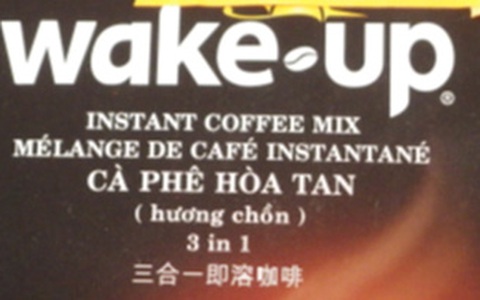 wake-up®
INSTANT COFFEE MIX
MÉLANGE DE CAFÉ INSTANTANÉ
CÀ PHÊ HÒA TAN
( hương chồn )
3 in 1
三合一即溶咖啡